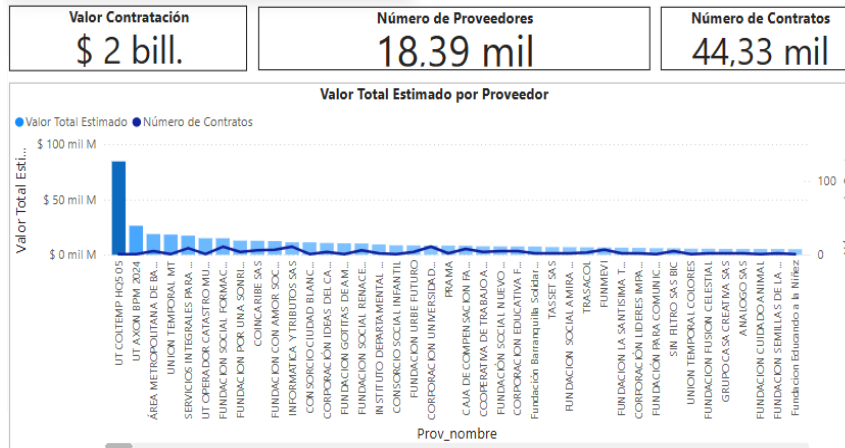 Valor Contratación
$ 2 bill.
Número de Proveedores
18,39 mil
Número de Contratos
44,33 mil
Valor Total Estimado por Proveedor
Valor Total Estimado
Número de Contratos
Valor Total Esti...
$ 100 mil M
$ 50 mil M
$ 0 mil M
100
0
UT COLTEMP HQS 05
UT AXON BPM 2024
ÁREA METROPOLITANA DE BA...
UNION TEMPORAL MT
SERVICIOS INTEGRALES PARA ...
UT OPERADOR CATASTRO MU...
FUNDACION SOCIAL FORMAC...
FUNDACION POR UNA SONRI...
COINCARIBE SAS
FUNDACION CON AMOR SOC...
INFORMATICA Y TRIBUTOS SAS
CONSORCIO CIUDAD BLANC...
CORPORACIÓN IDEAS DEL CA...
FUNDACION GOTITAS DE AM...
FUNDACION SOCIAL RENACE...
INSTITUTO DEPARTAMENTAL ...
CONSORCIO SOCIAL INFANTIL
FUNDACION URBE FUTURO
CORPORACION UNIVERSIDAD...
PRAMA
CAJA DE COMPENSACION FA...
COOPERATIVA DE TRABAJO A...
FUNDACIÓN SOCIAL NUEVO ...
CORPORACION EDUCATIVA F...
Fundación Barranquilla Solidar...
TASSET SAS
FUNDACION SOCIAL AMIRA ...
TRASACOL
FUNMEVI
FUNDACION LA SANTISIMA T...
CORPORACIÓN LIDERES IMPA...
FUNDACIÓN PARA COMUNIC...
SIN FILTRO SAS BIC
UNION TEMPORAL COLORES
FUNDACION FUSION CELESTIAL
GRUPO CASA CREATIVA SAS
ANALOGO SAS
FUNDACION CUIDADO ANIMAL
FUNDACION SEMILLAS DE LA ...
Fundacion Educando a la Niñez
Prov_nombre